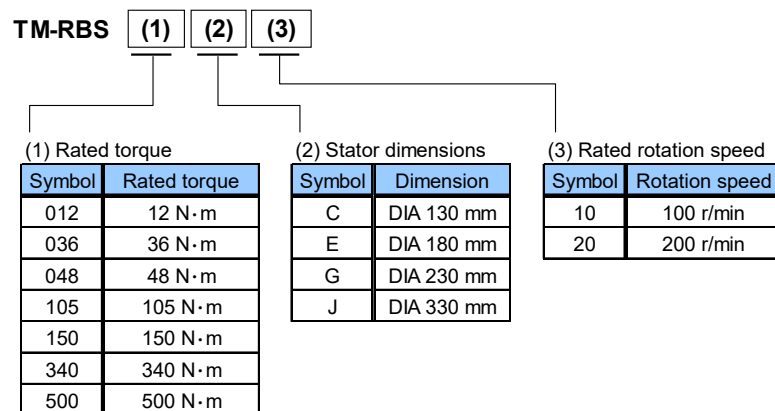 TM-RBS (1) (2) (3)
(1) Rated torque
Symbol Rated torque
012 12 N·m
036 36 N·m
048 48 N·m
105 105 N·m
150 150 N·m
340 340 N·m
500 500 N·m
(2) Stator dimensions
Symbol Dimension
C DIA 130 mm
E DIA 180 mm
G DIA 230 mm
J DIA 330 mm
(3) Rated rotation speed
Symbol Rotation speed
10 100 r/min
20 200 r/min